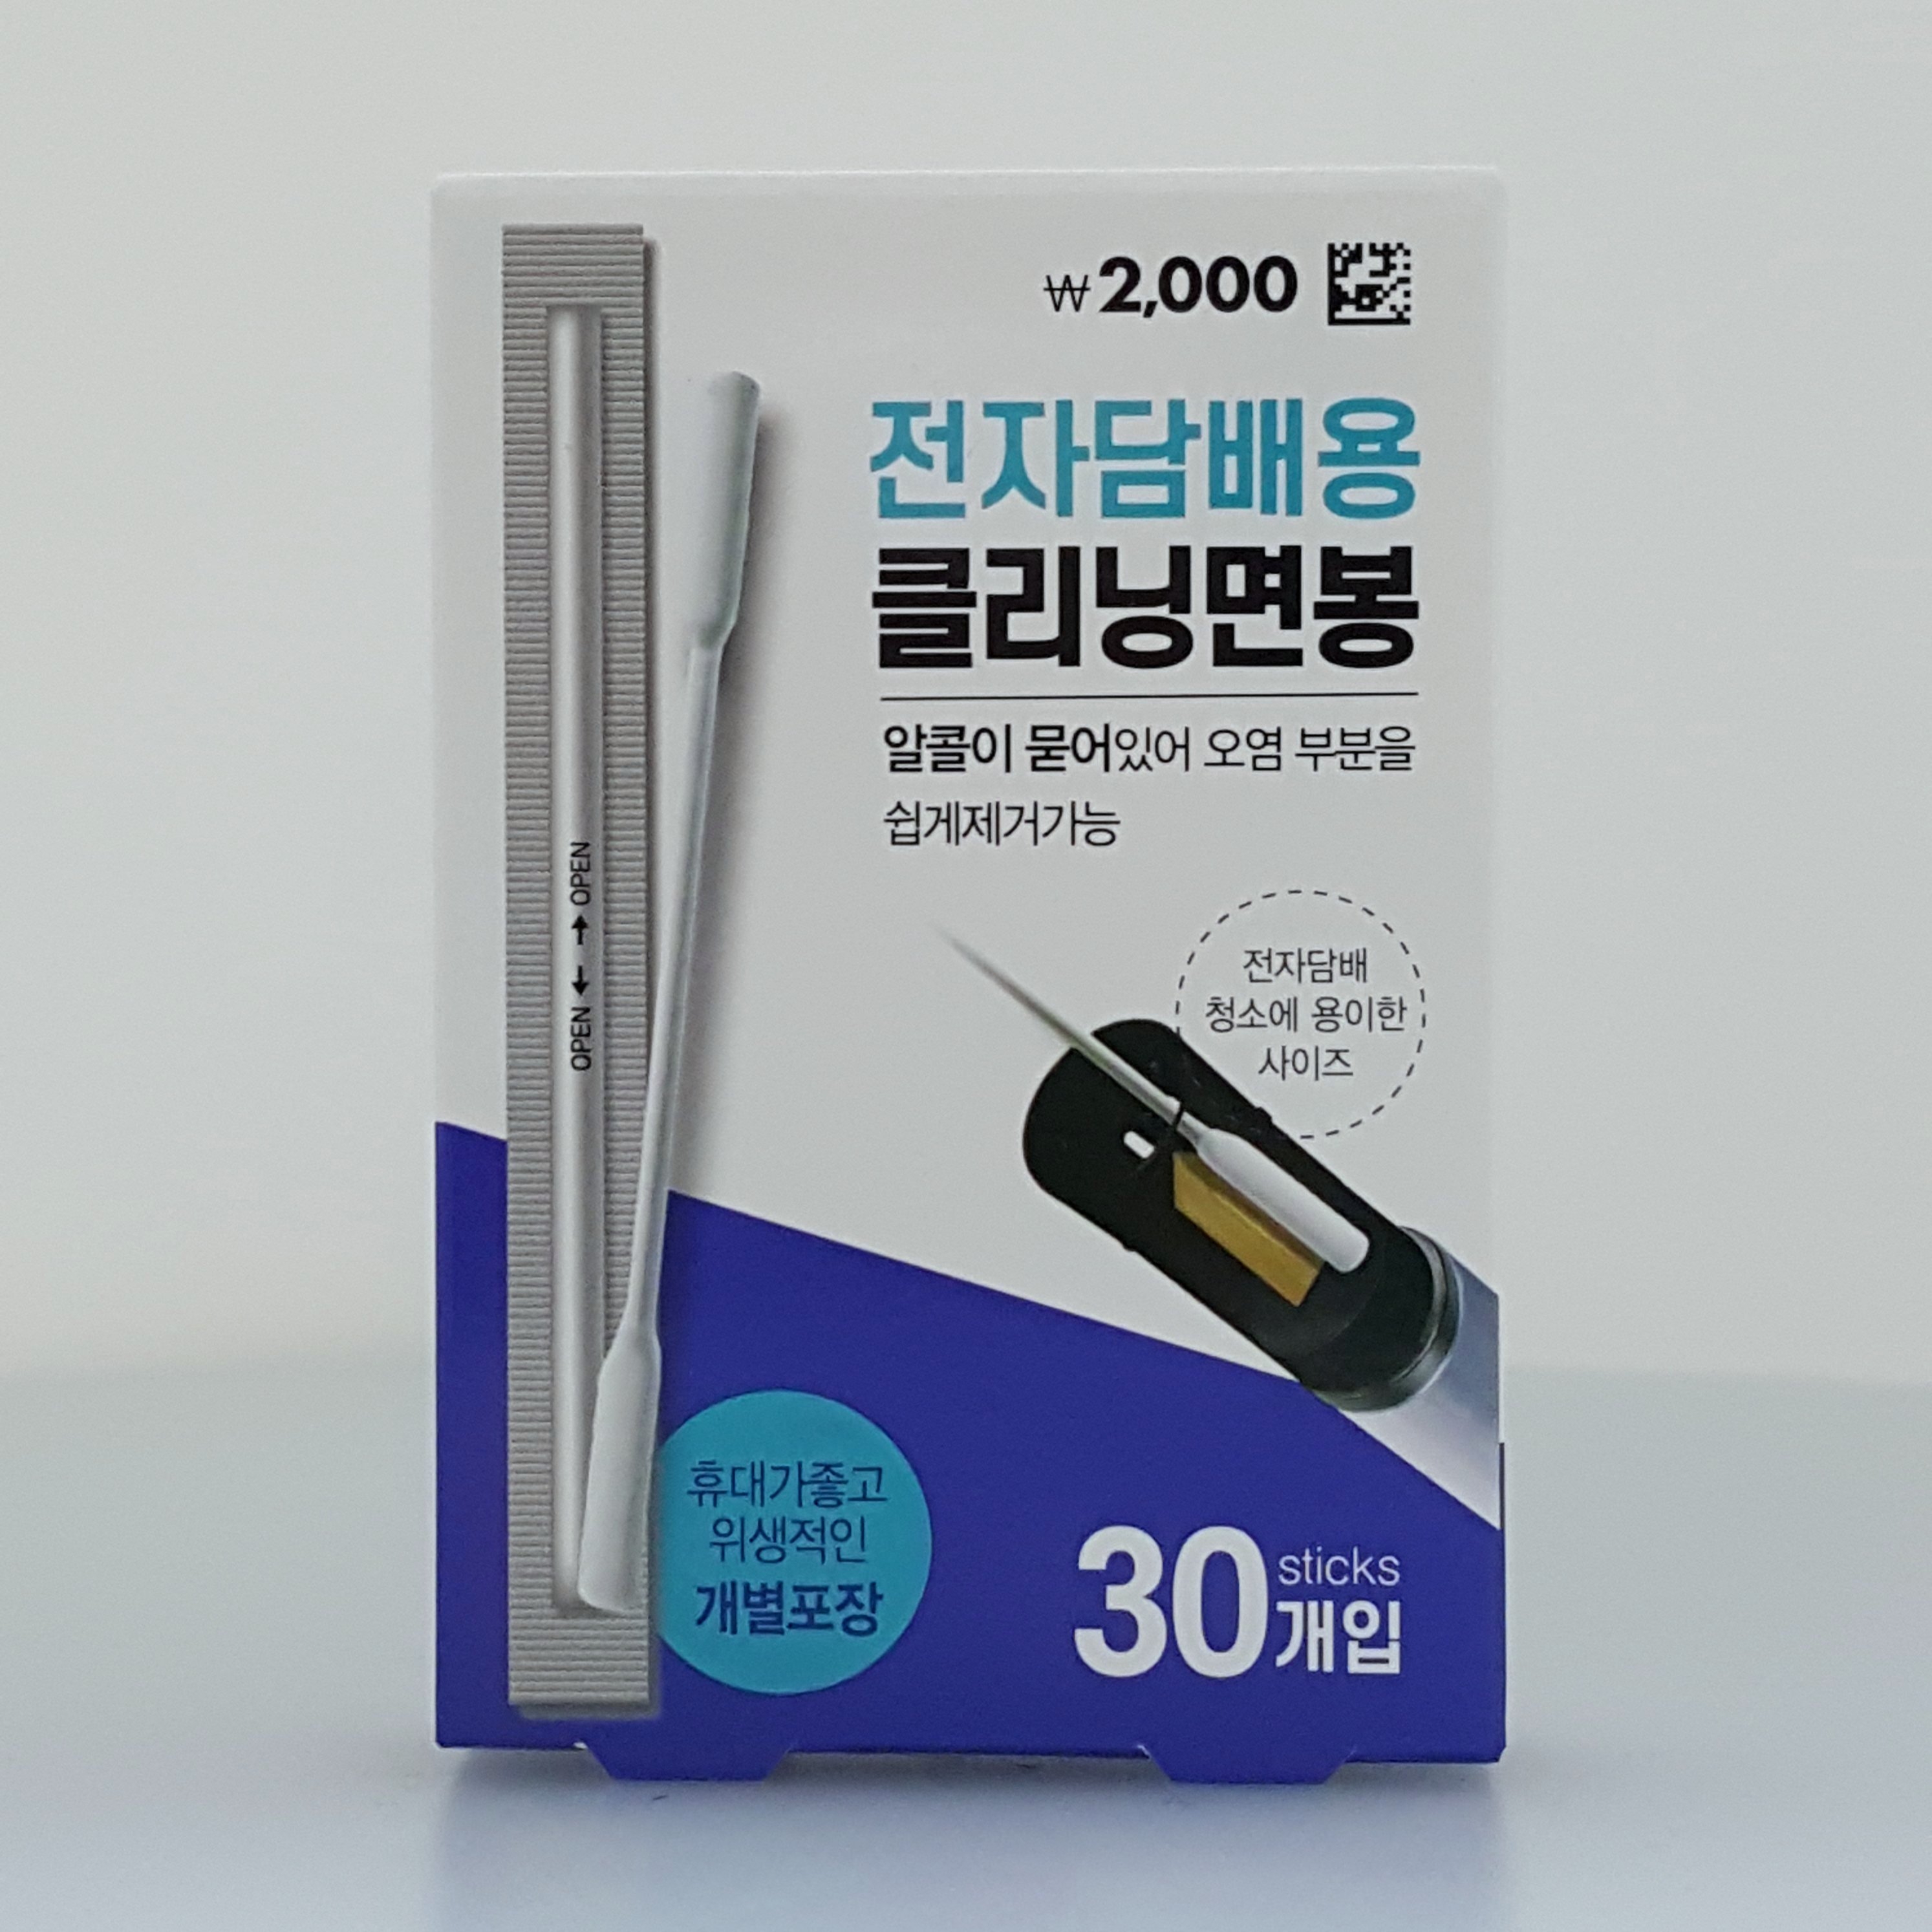 ₩2,000
전자담배용
클리닝면봉
알콜이 묻어있어 오염 부분을
쉽게제거가능
OPEN ← → OPEN
전자담배
청소에 용이한
사이즈
휴대가좋고
위생적인
개별포장
30 sticks
개입